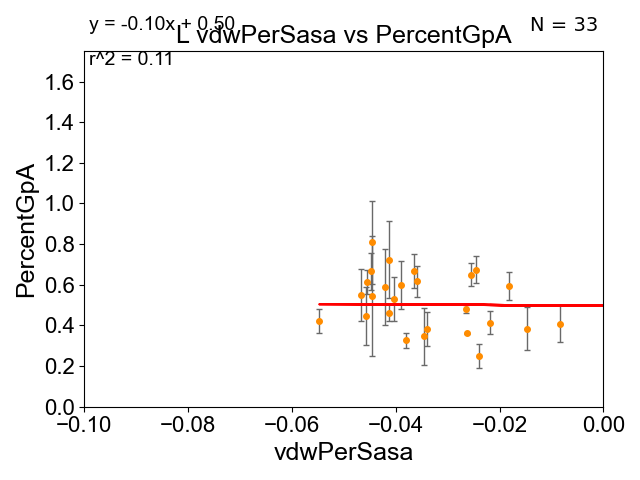 y = -0.10x + 0.50
N = 33
L vdwPerSasa vs PercentGpA
r^2 = 0.11
PercentGpA
1.6
1.4
1.2
1.0
0.8
0.6
0.4
0.2
0.0
−0.10 −0.08 −0.06 −0.04 −0.02 0.00
vdwPerSasa